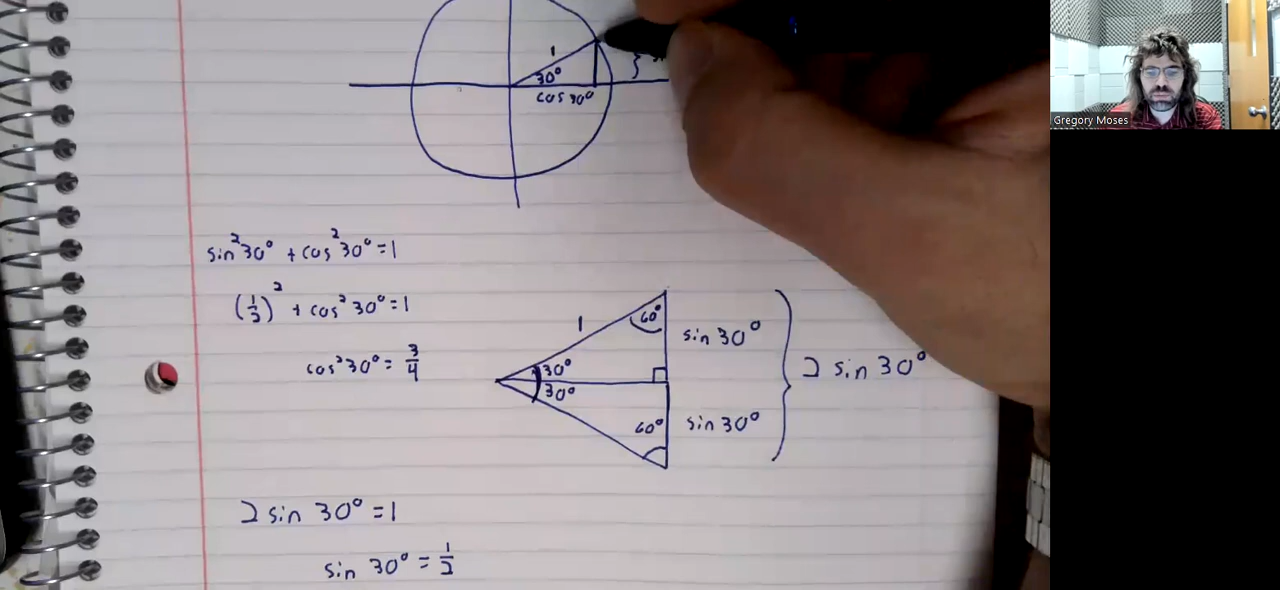 1
30°
cos 30°
sin²30° + cos²30° = 1
(1/2)² + cos²30° = 1
cos²30° = 3/4
1
60°
sin 30°
30°
30°
2 sin 30°
60°
sin 30°
2 sin 30° = 1
sin 30° = 1/2
Gregory Moses